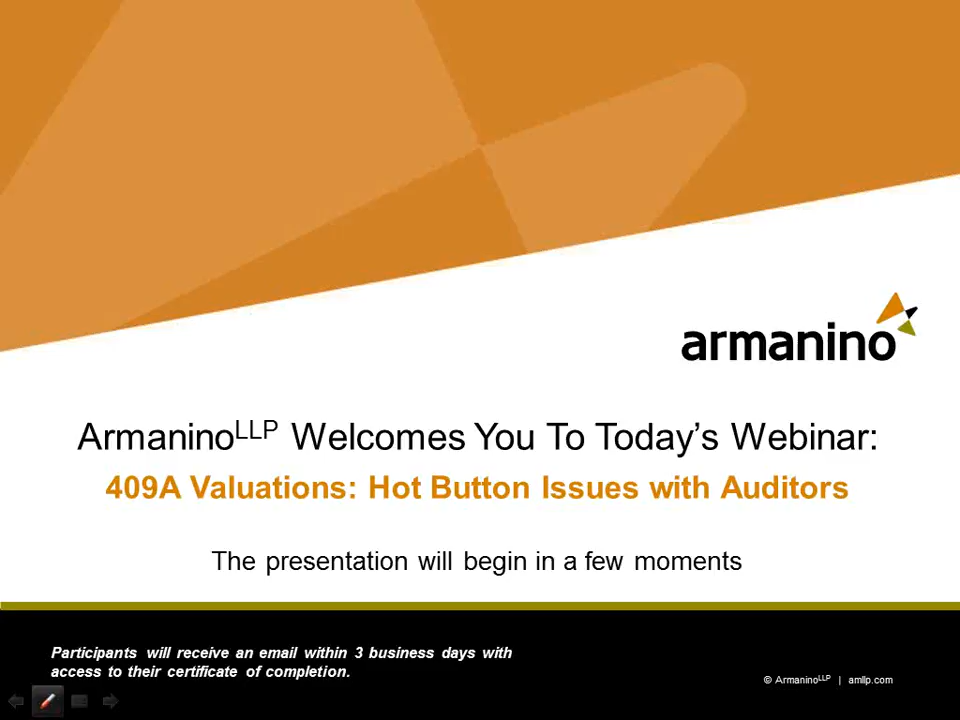 armanino
ArmaninoLLP Welcomes You To Today's Webinar:
409A Valuations: Hot Button Issues with Auditors
The presentation will begin in a few moments
Participants will receive an email within 3 business days with
access to their certificate of completion.
© ArmaninoLLP | amllp.com